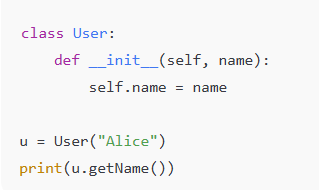 class User:
    def __init__(self, name):
        self.name = name

u = User("Alice")
print(u.getName())